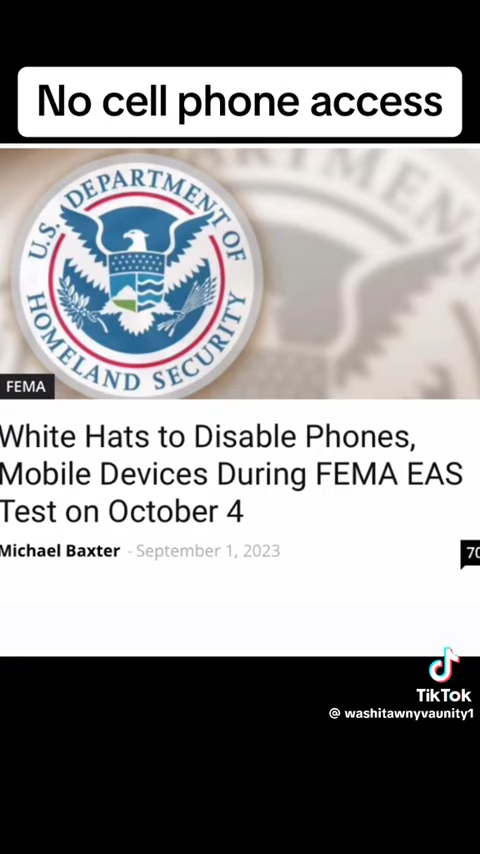 No cell phone access
U.S. DEPARTMENT OF
HOMELAND SECURITY
FEMA
White Hats to Disable Phones,
Mobile Devices During FEMA EAS
Test on October 4
Michael Baxter - September 1, 2023
70
TikTok
@ washitawnyvaunity1